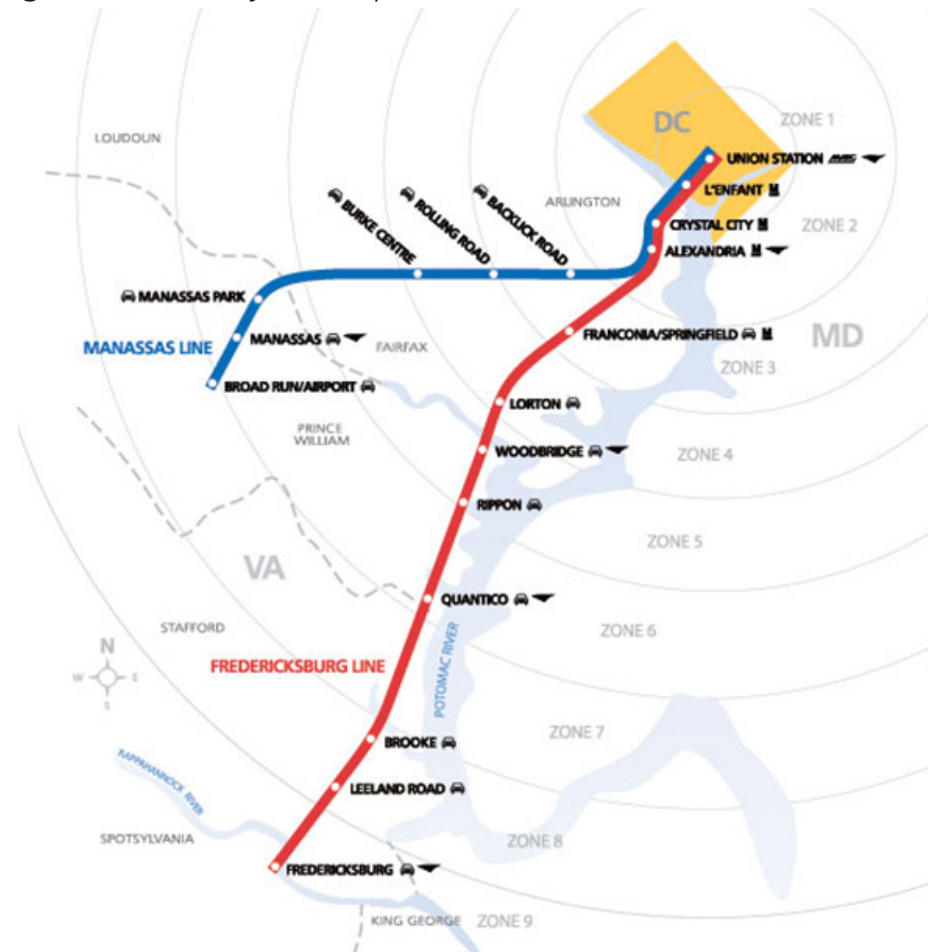 LOUDOUN
DC
ZONE 1
UNION STATION
L'ENFANT
ARLINGTON
ZONE 2
BURKE CENTRE
ROLLING ROAD
BACKLICK ROAD
CRYSTAL CITY
ALEXANDRIA
MANASSAS PARK
FRANCONIA/SPRINGFIELD
MD
MANASSAS LINE
MANASSAS
FAIRFAX
ZONE 3
BROAD RUN/AIRPORT
LORTON
PRINCE
WILLIAM
WOODBRIDGE
ZONE 4
RIPPON
ZONE 5
VA
QUANTICO
STAFFORD
ZONE 6
N
W
E
S
FREDERICKSBURG LINE
POTOMAC RIVER
ZONE 7
BROOKE
RAPPAHANNOCK RIVER
LEELAND ROAD
SPOTSYLVANIA
ZONE 8
FREDERICKSBURG
KING GEORGE
ZONE 9